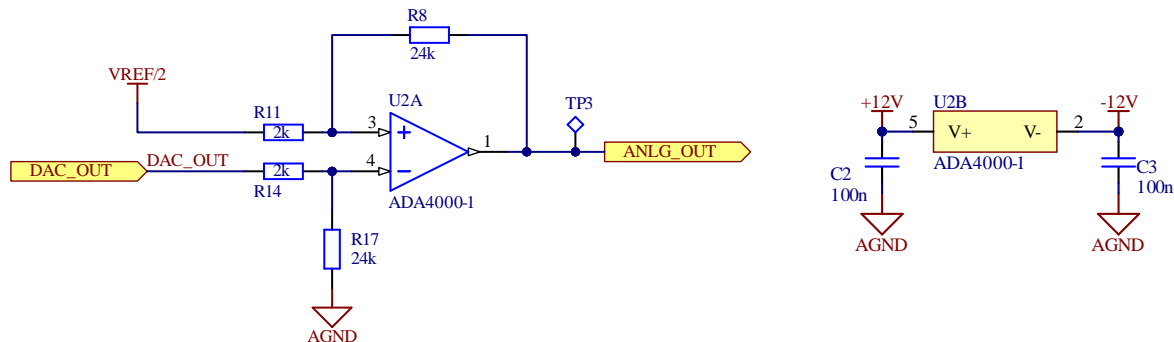 R8
24k
VREF/2
R11
2k
U2A
3
1
4
TP3
ANLG_OUT
DAC_OUT
DAC_OUT
2k
R14
ADA4000-1
R17
24k
AGND
+12V
U2B
-12V
5
V+
V-
2
ADA4000-1
C2
100n
C3
100n
AGND
AGND